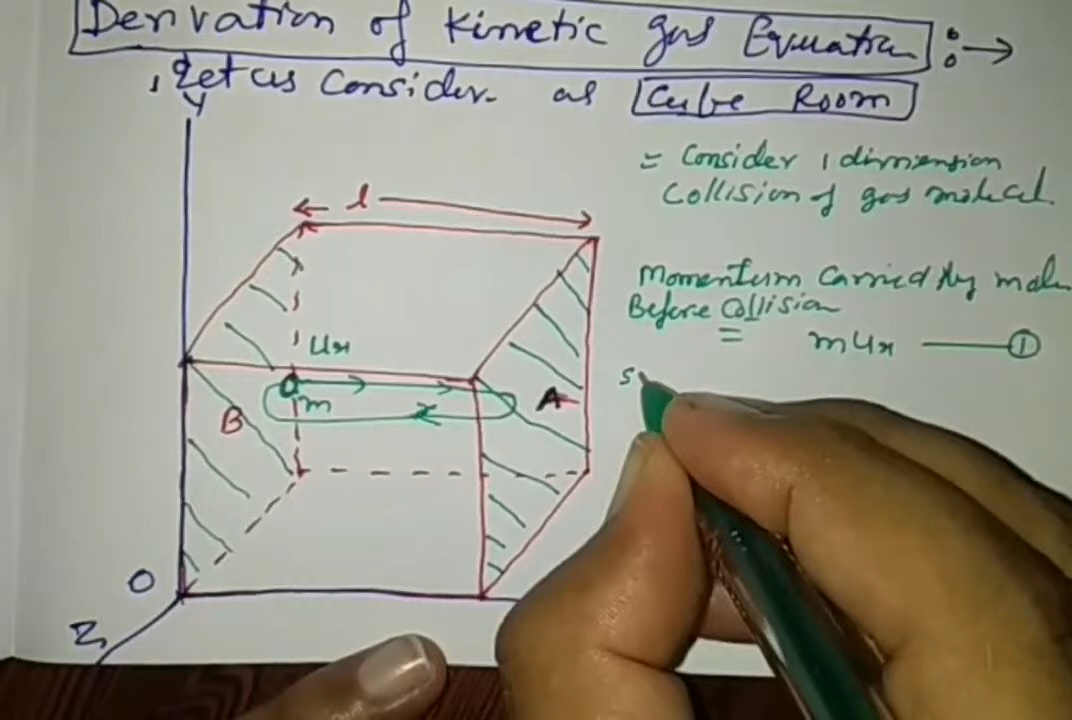 Derivation of Kinetic gas Equation :→
Let us Consider as Cube Room
Y
= Consider 1 dimension
Collision of gas molecul
l
Momentum Carried by mole
Before Collision
= mux —— ①
ux
m
B
A
s
O
Z